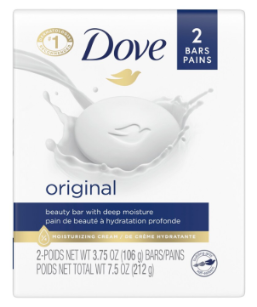 Dove
2
BARS
PAINS
original
beauty bar with deep moisture
pain de beauté à hydratation profonde
MOISTURIZING CREAM / DE CRÈME HYDRATANTE
2-POIDS NET WT 3.75 OZ (106 g) BARS/PAINS
POIDS NET TOTAL WT 7.5 OZ (212 g)